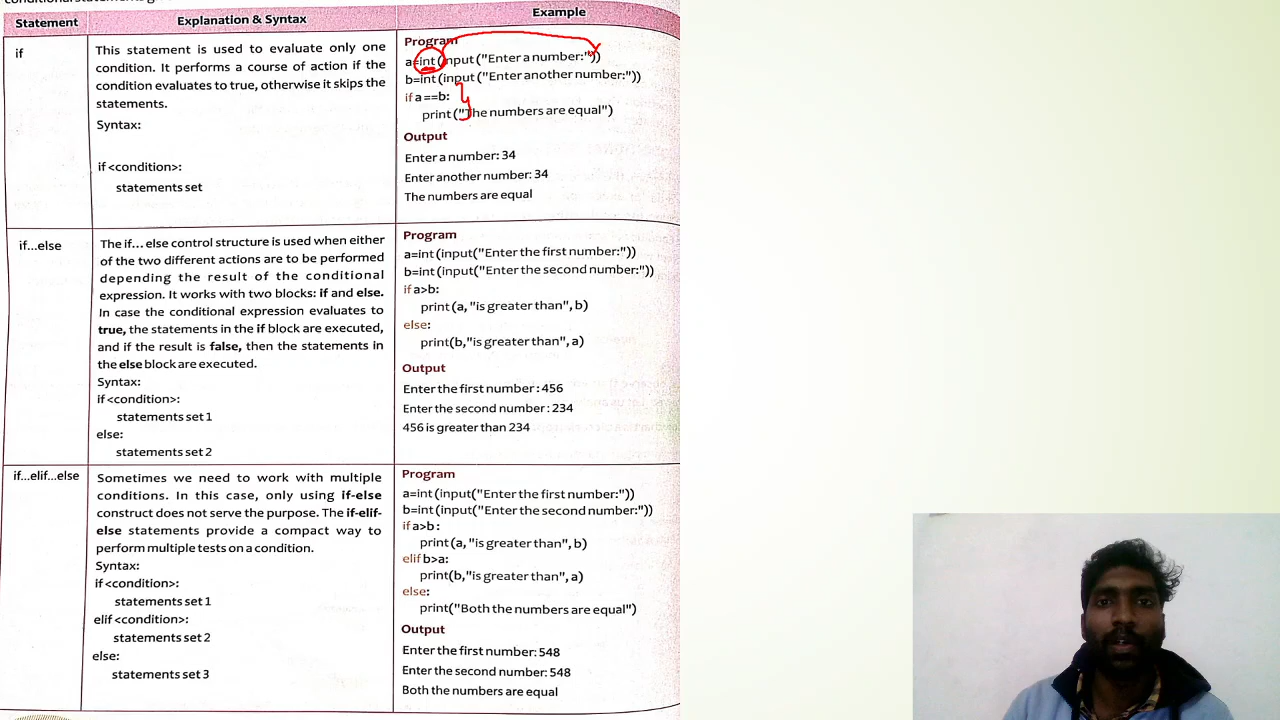 Statement
Explanation & Syntax
Example
if
This statement is used to evaluate only one
condition. It performs a course of action if the
condition evaluates to true, otherwise it skips the
statements.
Syntax:
if <condition>:
statements set
Program
a=int (input ("Enter a number:"))
b=int (input ("Enter another number:"))
if a ==b:
print ("The numbers are equal")
Output
Enter a number: 34
Enter another number: 34
The numbers are equal
if...else
The if... else control structure is used when either
of the two different actions are to be performed
depending the result of the conditional
expression. It works with two blocks: if and else.
In case the conditional expression evaluates to
true, the statements in the if block are executed,
and if the result is false, then the statements in
the else block are executed.
Syntax:
if <condition>:
statements set 1
else:
statements set 2
Program
a=int (input("Enter the first number:"))
b=int (input("Enter the second number:"))
if a>b:
print (a, "is greater than", b)
else:
print(b,"is greater than", a)
Output
Enter the first number : 456
Enter the second number : 234
456 is greater than 234
if...elif...else
Sometimes we need to work with multiple
conditions. In this case, only using if-else
construct does not serve the purpose. The if-elif-
else statements provide a compact way to
perform multiple tests on a condition.
Syntax:
if <condition>:
statements set 1
elif <condition>:
statements set 2
else:
statements set 3
Program
a=int (input("Enter the first number:"))
b=int (input("Enter the second number:"))
if a>b :
print (a, "is greater than", b)
elif b>a:
print(b,"is greater than", a)
else:
print("Both the numbers are equal")
Output
Enter the first number: 548
Enter the second number: 548
Both the numbers are equal